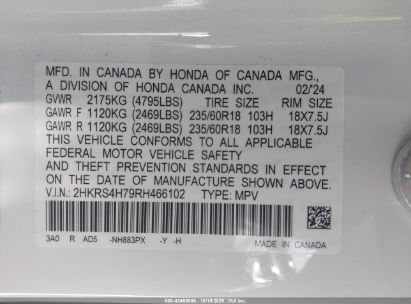 MFD. IN CANADA BY HONDA OF CANADA MFG.,
A DIVISION OF HONDA CANADA INC. 02/'24
GVWR 2175KG (4795LBS) TIRE SIZE RIM SIZE
GAWR F 1120KG (2469LBS) 235/60R18 103H 18X7.5J
GAWR R 1120KG (2469LBS) 235/60R18 103H 18X7.5J
THIS VEHICLE CONFORMS TO ALL APPLICABLE
FEDERAL MOTOR VEHICLE SAFETY
AND THEFT PREVENTION STANDARDS IN EFFECT ON
THE DATE OF MANUFACTURE SHOWN ABOVE.
V.I.N.: 2HKRS4H79RH466102 TYPE: MPV
3A0 R AD5 -NH883PX -Y -H MADE IN CANADA